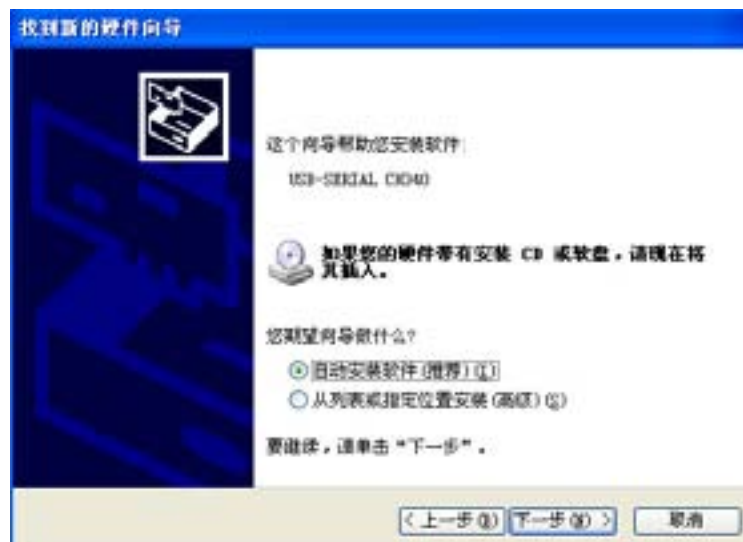 找到新的硬件向导
这个向导帮助您安装软件:
USB-SERIAL CH340
如果您的硬件带有安装 CD 或软盘，请现在将
其插入。
您期望向导做什么?
自动安装软件(推荐)(I)
从列表或指定位置安装(高级)(S)
要继续，请单击“下一步”。
<上一步(B) 下一步(N) > 取消